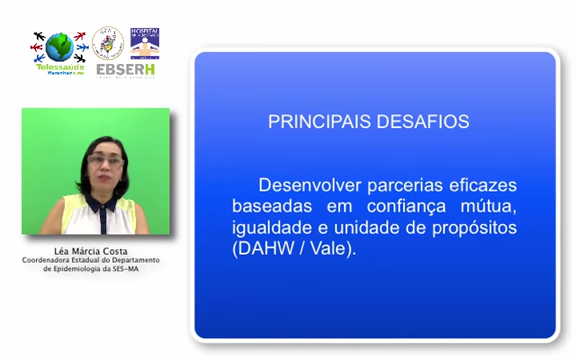 Telessaúde
HOSPITAL
EBSERH
Léa Márcia Costa
Coordenadora Estadual do Departamento
de Epidemiologia da SES-MA
PRINCIPAIS DESAFIOS
Desenvolver parcerias eficazes
baseadas em confiança mútua,
igualdade e unidade de propósitos
(DAHW / Vale).